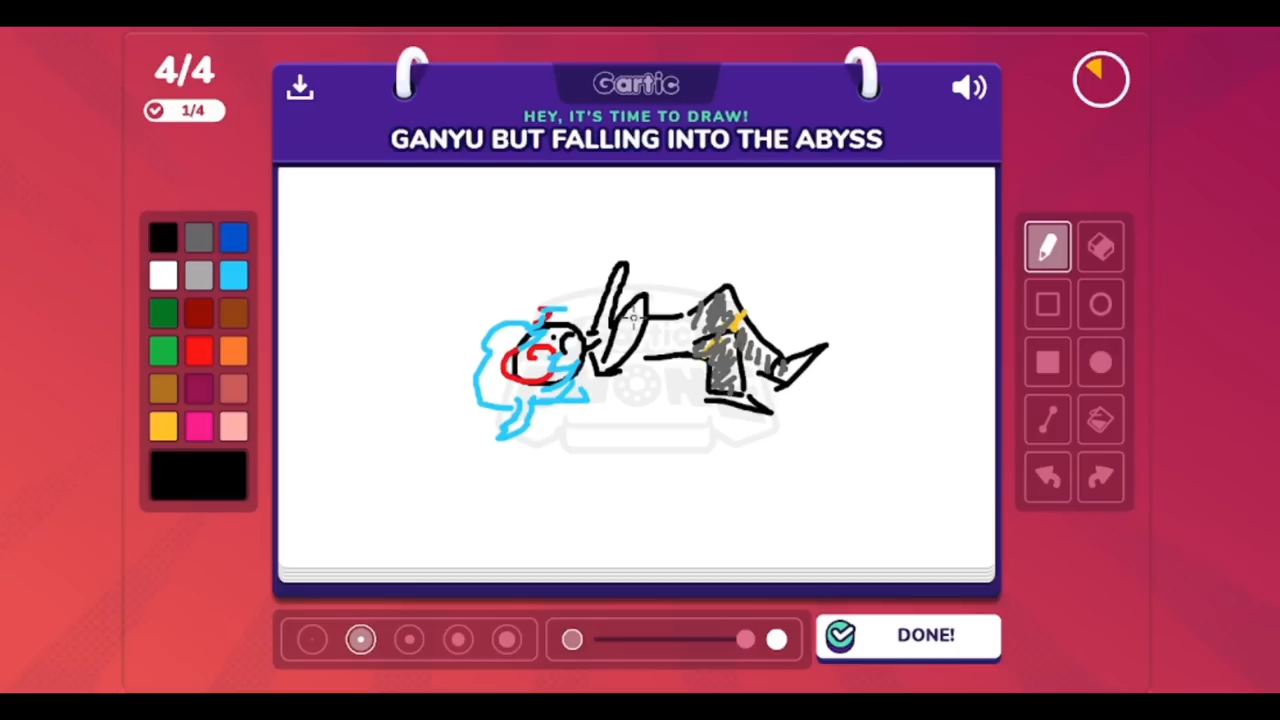 4/4
1/4
Gartic
HEY, IT'S TIME TO DRAW!
GANYU BUT FALLING INTO THE ABYSS
DONE!